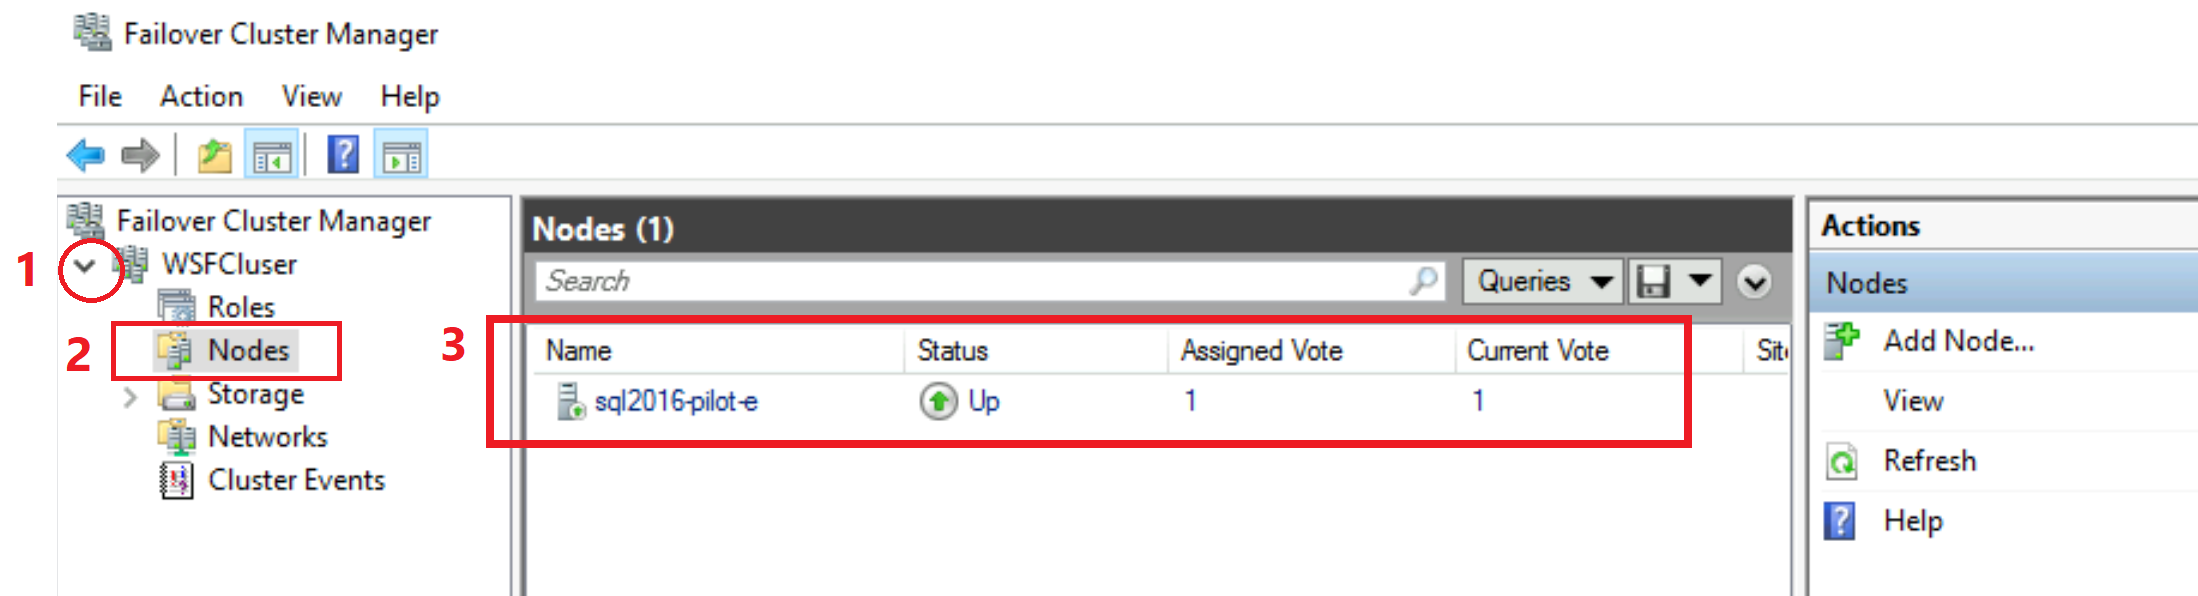 Failover Cluster Manager
File Action View Help
Failover Cluster Manager
1 WSFCluser
Roles
2 Nodes
Storage
Networks
Cluster Events
Nodes (1)
Search Queries
3 Name Status Assigned Vote Current Vote Sit
sql2016-pilot-e Up 1 1
Actions
Nodes
Add Node...
View
Refresh
Help